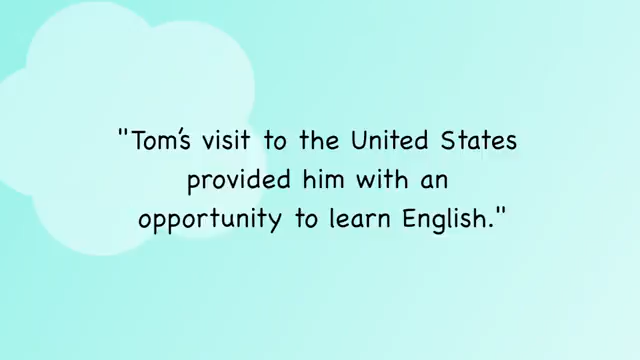 "Tom's visit to the United States
provided him with an
opportunity to learn English."